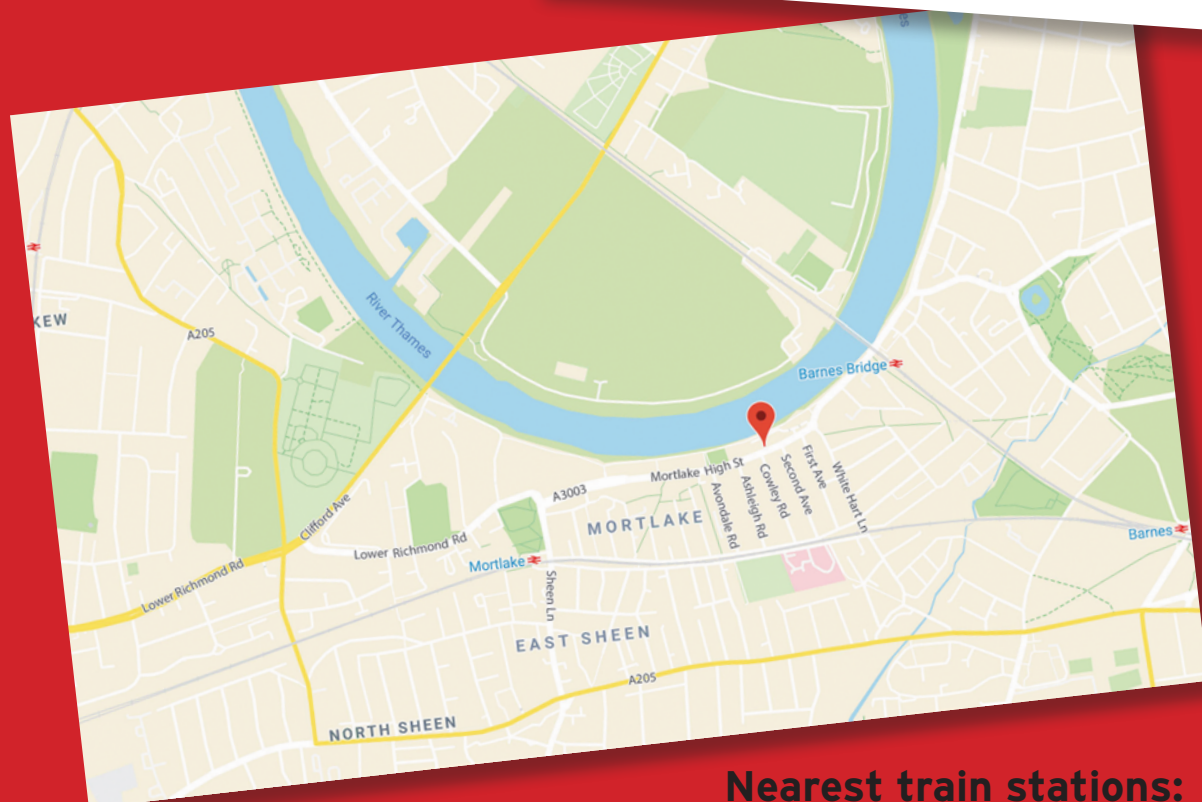 KEW
A205
River Thames
Barnes Bridge
Mortlake High St
First Ave
Second Ave
White Hart Ln
Cowley Rd
Ashleigh Rd
Avondale Rd
A3003
MORTLAKE
Clifford Ave
Lower Richmond Rd
Lower Richmond Rd
Mortlake
Barnes
Sheen Ln
EAST SHEEN
A205
NORTH SHEEN
Nearest train stations: